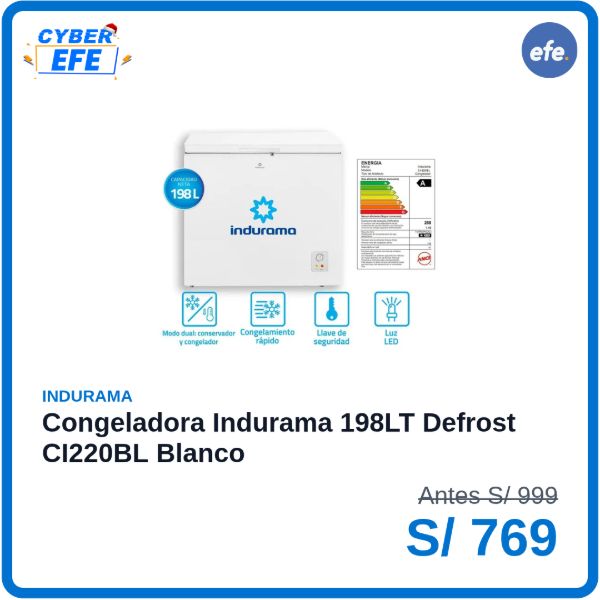 CYBER
EFE
efe.
CAPACIDAD
NETA
198 L
indurama
ENERGIA
A
Modo dual: conservador
y congelador
Congelamiento
rápido
Llave de
seguridad
Luz
LED
INDURAMA
Congeladora Indurama 198LT Defrost
CI220BL Blanco
Antes S/ 999
S/ 769